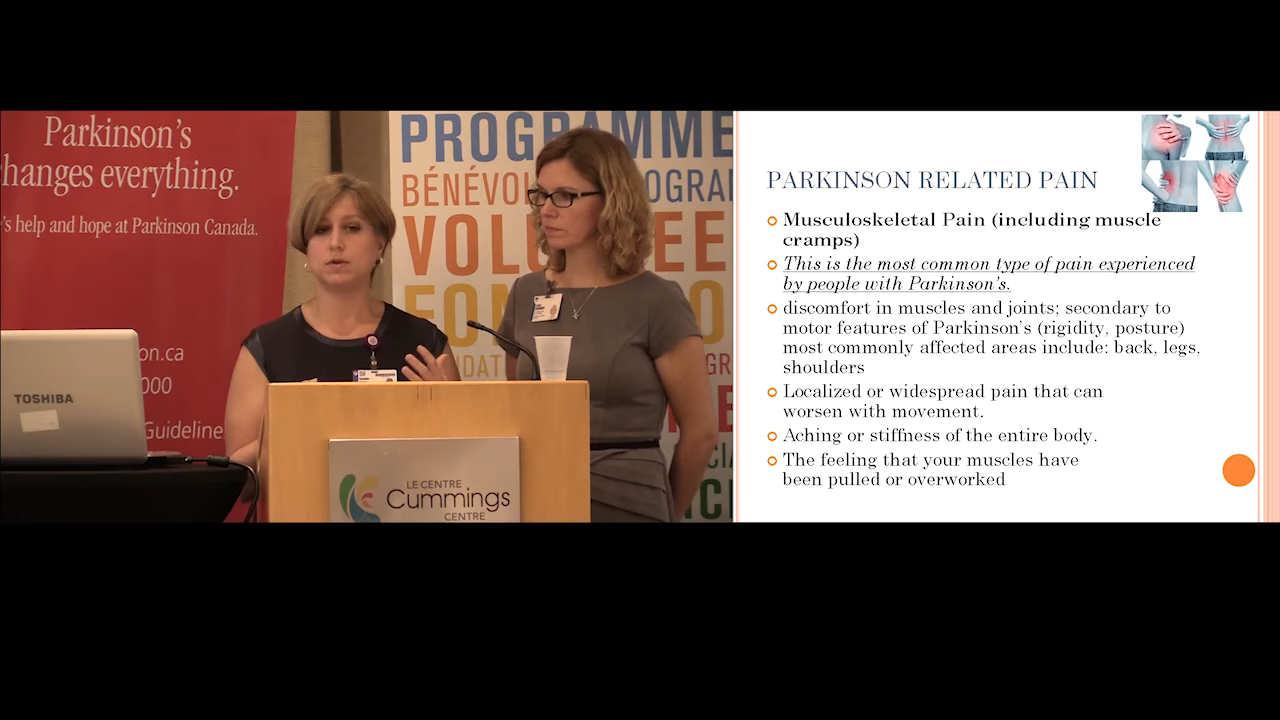 Parkinson's
changes everything.
's help and hope at Parkinson Canada.
on.ca
000
Guideline
TOSHIBA
PROGRAMME
BÉNÉVOL
OGRA
VOL
EE
FON
O
NDAT
GR
LE CENTRE
Cummings
CENTRE
PARKINSON RELATED PAIN
Musculoskeletal Pain (including muscle
cramps)
This is the most common type of pain experienced
by people with Parkinson's.
discomfort in muscles and joints; secondary to
motor features of Parkinson's (rigidity, posture)
most commonly affected areas include: back, legs,
shoulders
Localized or widespread pain that can
worsen with movement.
Aching or stiffness of the entire body.
The feeling that your muscles have
been pulled or overworked